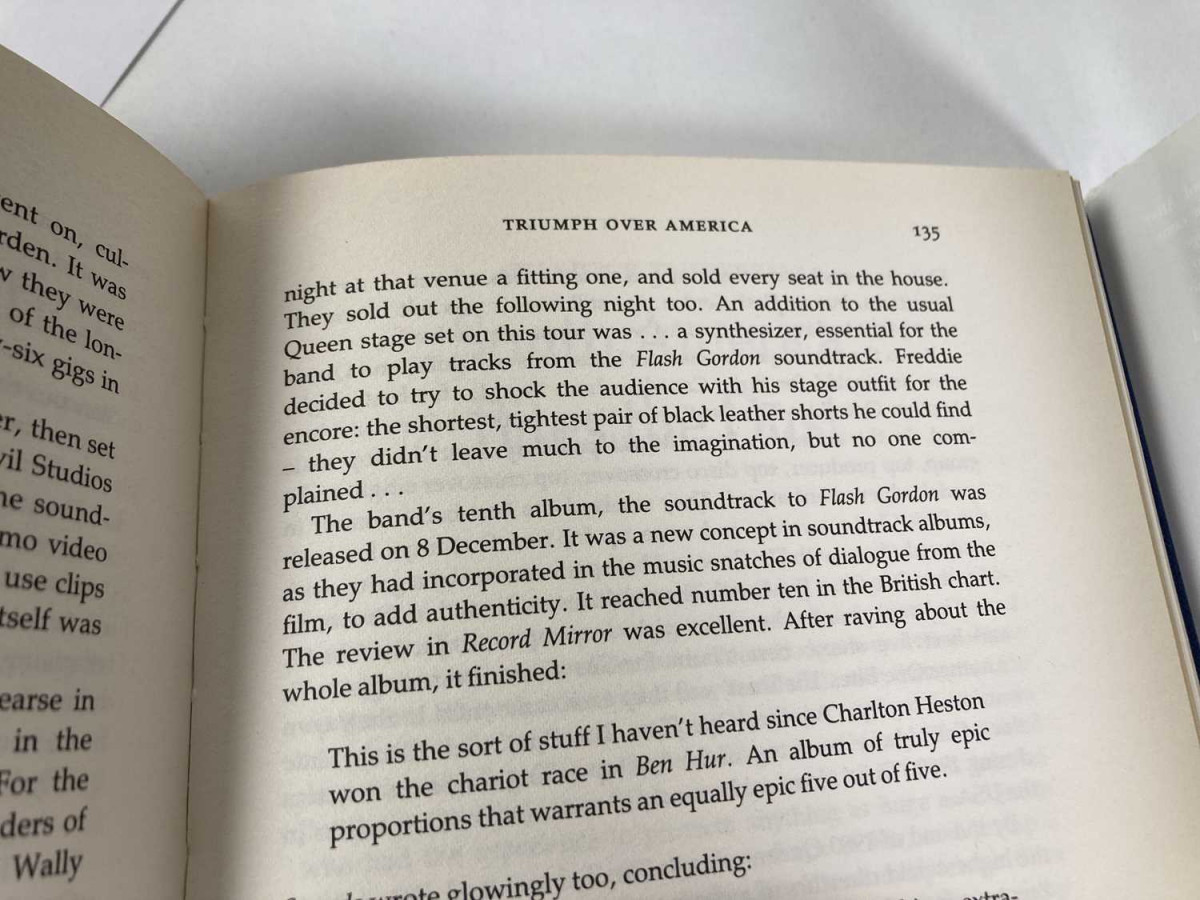 ent on, cul-
rden. It was
w they were
of the lon-
-six gigs in
er, then set
vil Studios
ne sound-
mo video
use clips
tself was
earse in
in the
For the
ders of
Wally
TRIUMPH OVER AMERICA 135
night at that venue a fitting one, and sold every seat in the house.
They sold out the following night too. An addition to the usual
Queen stage set on this tour was . . . a synthesizer, essential for the
band to play tracks from the Flash Gordon soundtrack. Freddie
decided to try to shock the audience with his stage outfit for the
encore: the shortest, tightest pair of black leather shorts he could find
– they didn't leave much to the imagination, but no one com-
plained . . .
The band's tenth album, the soundtrack to Flash Gordon was
released on 8 December. It was a new concept in soundtrack albums,
as they had incorporated in the music snatches of dialogue from the
film, to add authenticity. It reached number ten in the British chart.
The review in Record Mirror was excellent. After raving about the
whole album, it finished:
This is the sort of stuff I haven't heard since Charlton Heston
won the chariot race in Ben Hur. An album of truly epic
proportions that warrants an equally epic five out of five.
wrote glowingly too, concluding:
extra-